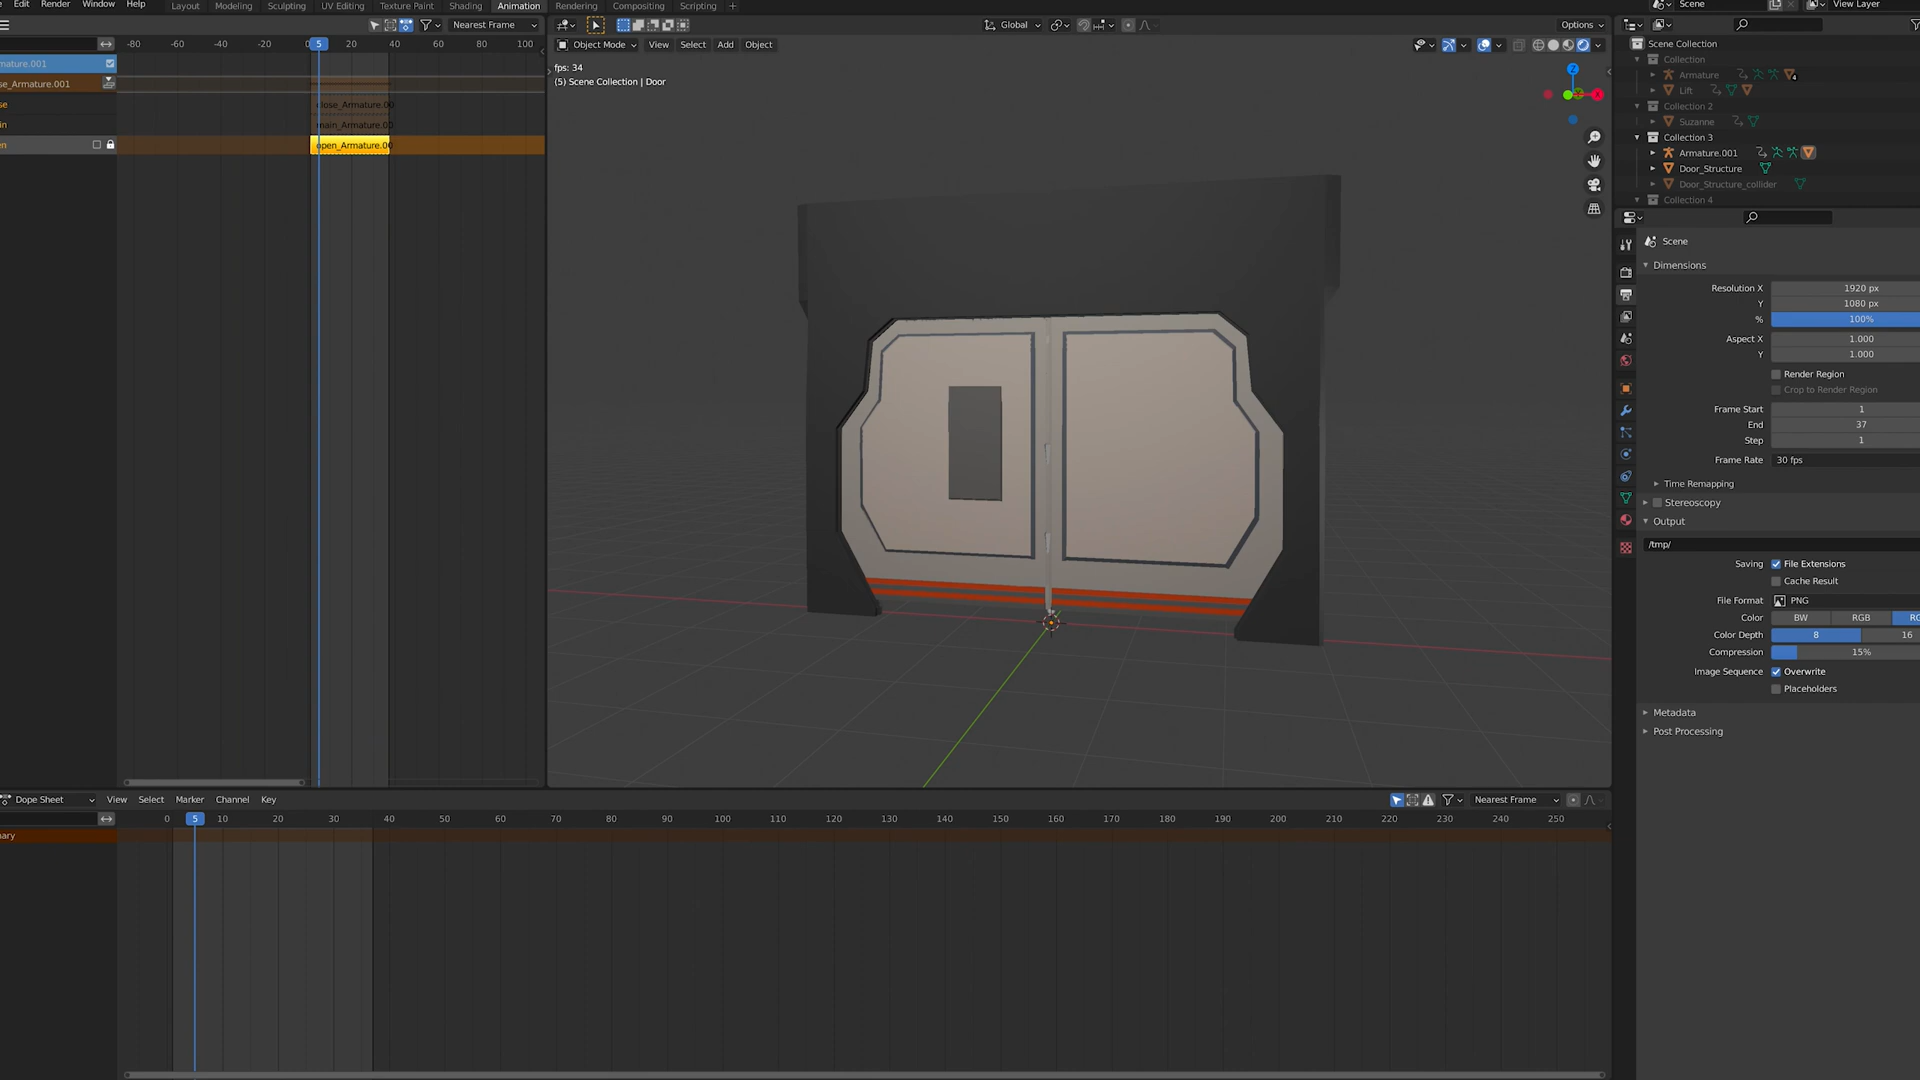 Edit Render Window Help Layout Modeling Sculpting UV Editing Texture Paint Shading Animation Rendering Compositing Scripting + Scene View Layer
Nearest Frame Global Options
-80 -60 -40 -20 0 5 20 40 60 80 100
Object Mode View Select Add Object
mature.001
se_Armature.001
se close_Armature.00
in main_Armature.00
en open_Armature.00
fps: 34
(5) Scene Collection | Door
Z
X
Scene Collection
Collection
Armature 4
Lift
Collection 2
Suzanne
Collection 3
Armature.001
Door_Structure
Door_Structure_collider
Collection 4
Scene
Dimensions
Resolution X 1920 px
Y 1080 px
% 100%
Aspect X 1.000
Y 1.000
Render Region
Crop to Render Region
Frame Start 1
End 37
Step 1
Frame Rate 30 fps
Time Remapping
Stereoscopy
Output
/tmp/
Saving File Extensions
Cache Result
File Format PNG
Color BW RGB RG
Color Depth 8 16
Compression 15%
Image Sequence Overwrite
Placeholders
Metadata
Post Processing
Dope Sheet View Select Marker Channel Key Nearest Frame
0 5 10 20 30 40 50 60 70 80 90 100 110 120 130 140 150 160 170 180 190 200 210 220 230 240 250
ary